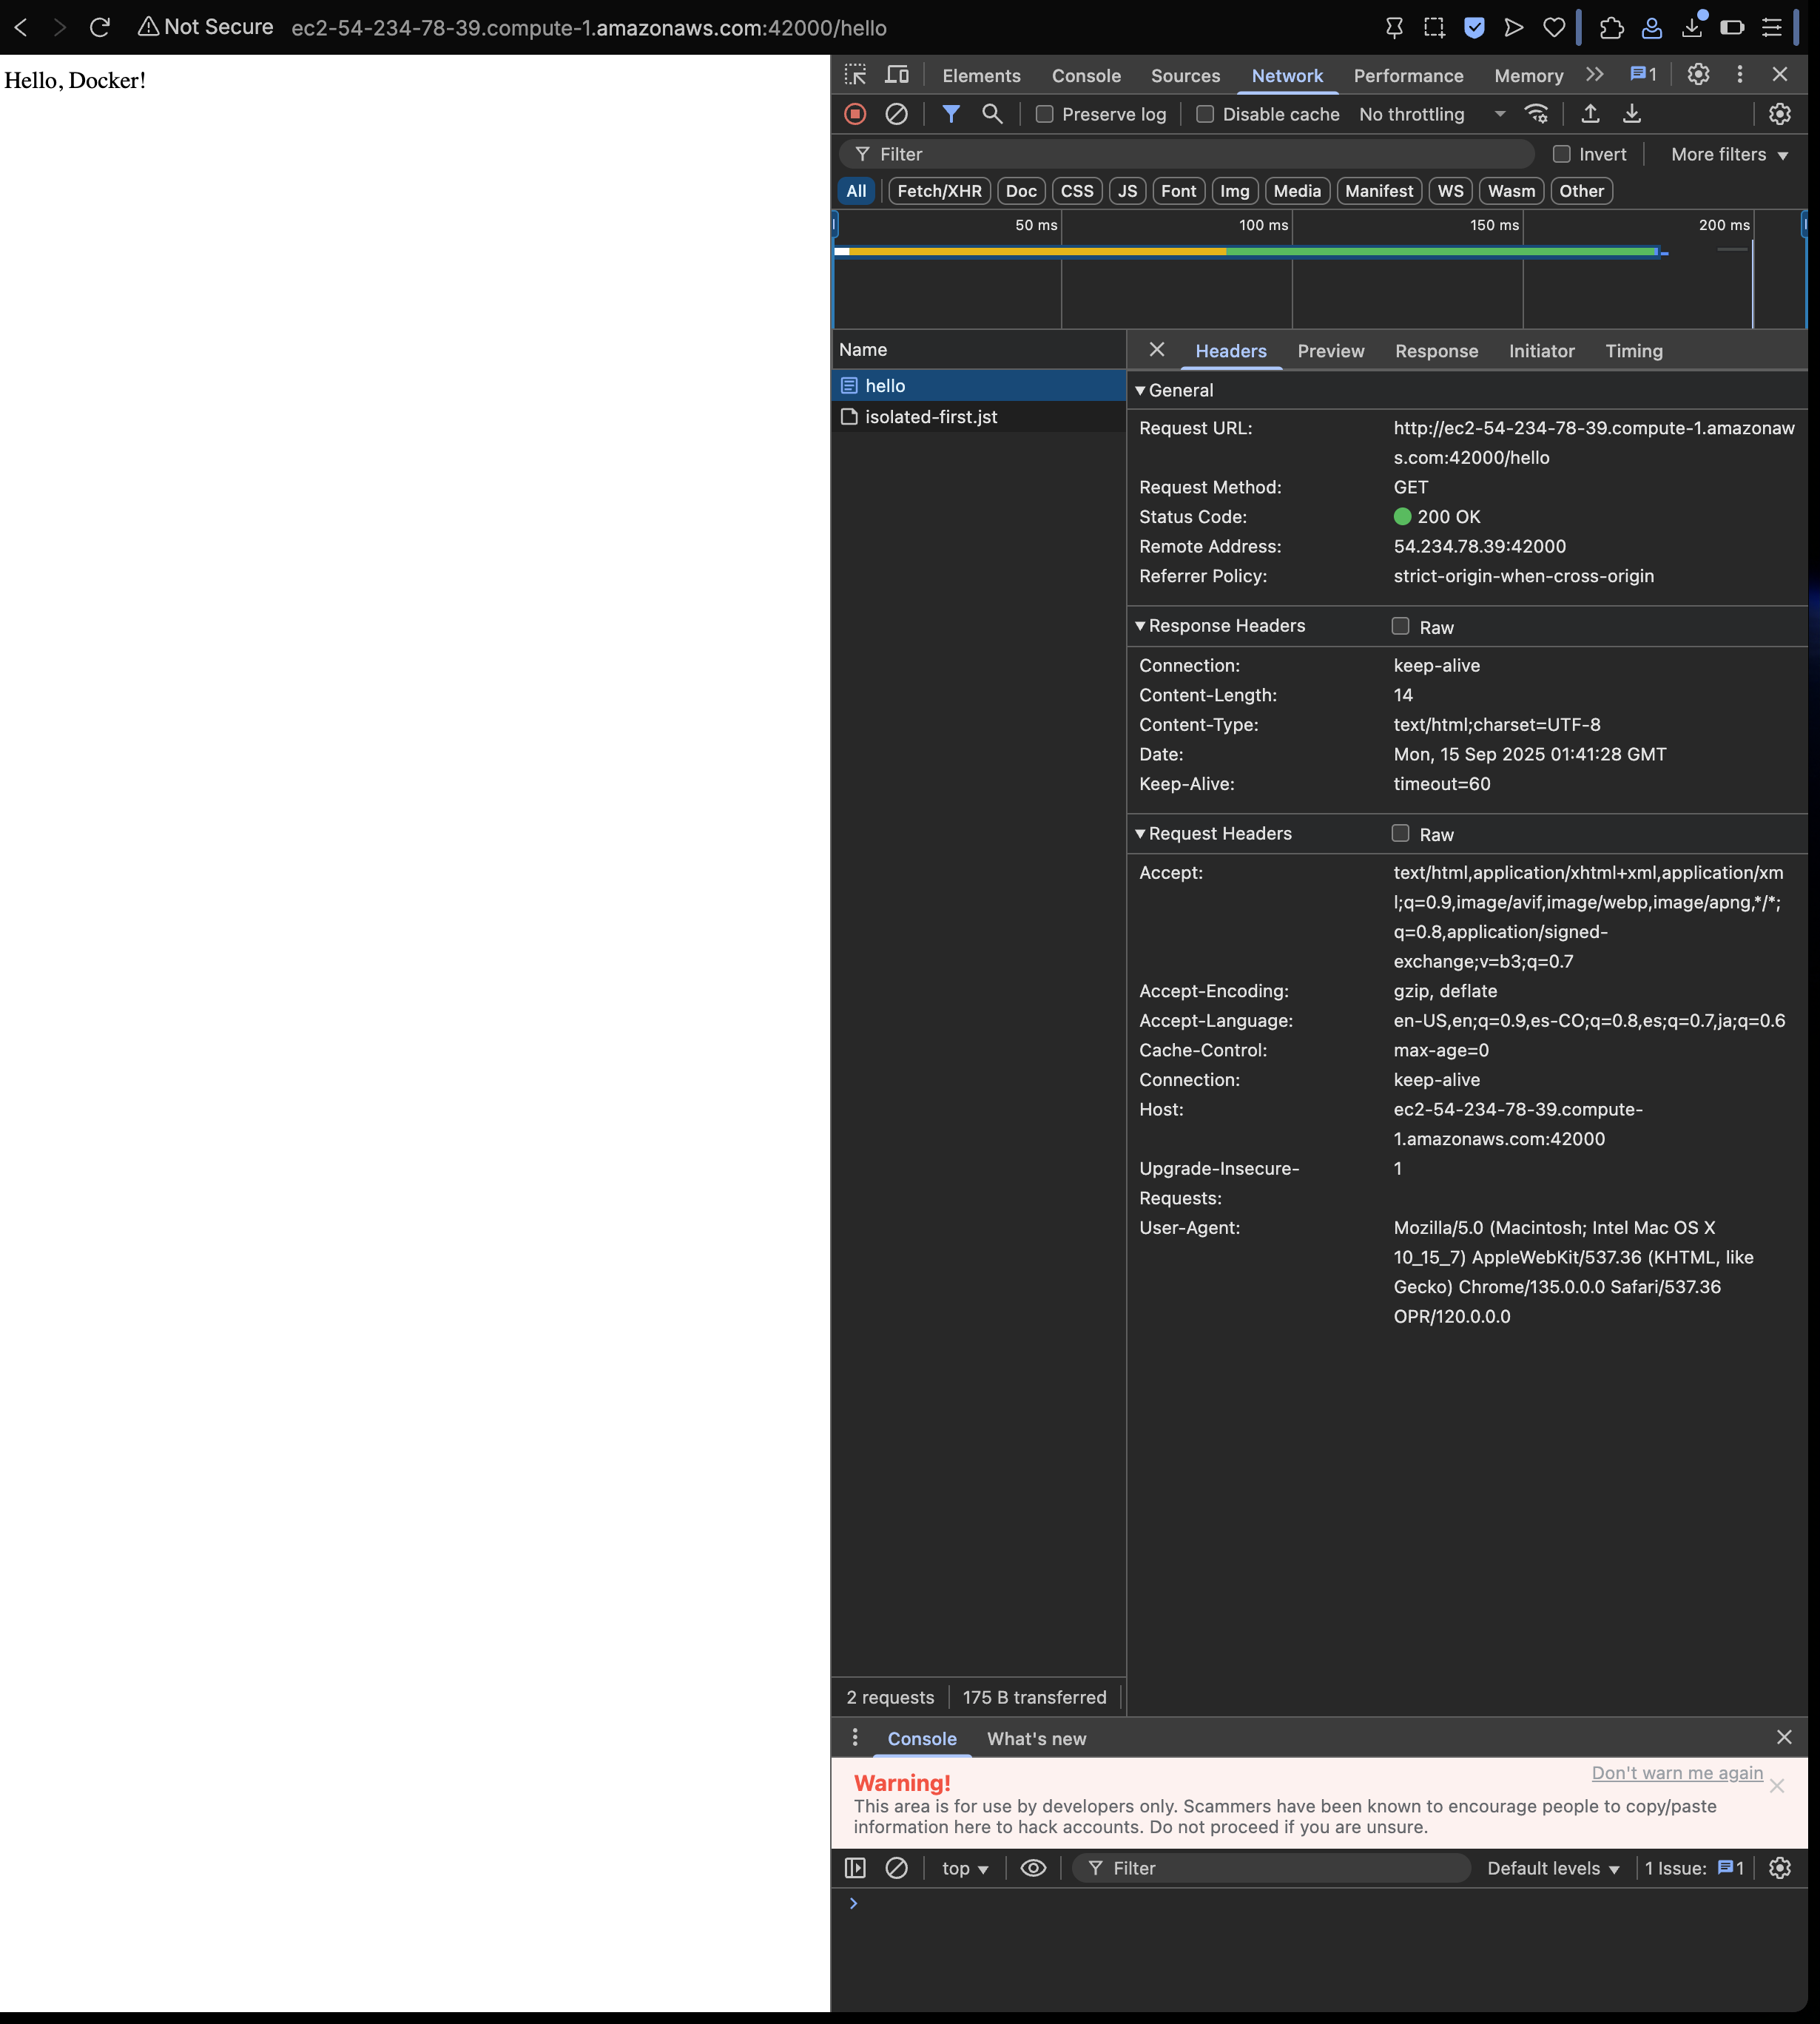 Not Secure ec2-54-234-78-39.compute-1.amazonaws.com:42000/hello
Hello, Docker!
Elements Console Sources Network Performance Memory 1
Preserve log Disable cache No throttling
Filter Invert More filters
All Fetch/XHR Doc CSS JS Font Img Media Manifest WS Wasm Other
50 ms 100 ms 150 ms 200 ms
Name
hello
isolated-first.jst
Headers Preview Response Initiator Timing
General
Request URL: http://ec2-54-234-78-39.compute-1.amazonaw
s.com:42000/hello
Request Method: GET
Status Code: 200 OK
Remote Address: 54.234.78.39:42000
Referrer Policy: strict-origin-when-cross-origin
Response Headers Raw
Connection: keep-alive
Content-Length: 14
Content-Type: text/html;charset=UTF-8
Date: Mon, 15 Sep 2025 01:41:28 GMT
Keep-Alive: timeout=60
Request Headers Raw
Accept: text/html,application/xhtml+xml,application/xm
l;q=0.9,image/avif,image/webp,image/apng,*/*;
q=0.8,application/signed-
exchange;v=b3;q=0.7
Accept-Encoding: gzip, deflate
Accept-Language: en-US,en;q=0.9,es-CO;q=0.8,es;q=0.7,ja;q=0.6
Cache-Control: max-age=0
Connection: keep-alive
Host: ec2-54-234-78-39.compute-
1.amazonaws.com:42000
Upgrade-Insecure- 1
Requests:
User-Agent: Mozilla/5.0 (Macintosh; Intel Mac OS X
10_15_7) AppleWebKit/537.36 (KHTML, like
Gecko) Chrome/135.0.0.0 Safari/537.36
OPR/120.0.0.0
2 requests 175 B transferred
Console What's new
Don't warn me again
Warning!
This area is for use by developers only. Scammers have been known to encourage people to copy/paste
information here to hack accounts. Do not proceed if you are unsure.
top Filter Default levels 1 Issue: 1